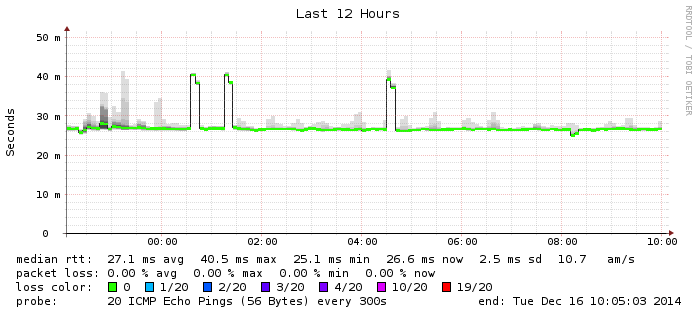 Last 12 Hours
RRDTOOL / TOBI OETIKER
Seconds
50 m
40 m
30 m
20 m
10 m
0
00:00 02:00 04:00 06:00 08:00 10:00
median rtt: 27.1 ms avg 40.5 ms max 25.1 ms min 26.6 ms now 2.5 ms sd 10.7 am/s
packet loss: 0.00 % avg 0.00 % max 0.00 % min 0.00 % now
loss color: 0 1/20 2/20 3/20 4/20 10/20 19/20
probe: 20 ICMP Echo Pings (56 Bytes) every 300s end: Tue Dec 16 10:05:03 2014